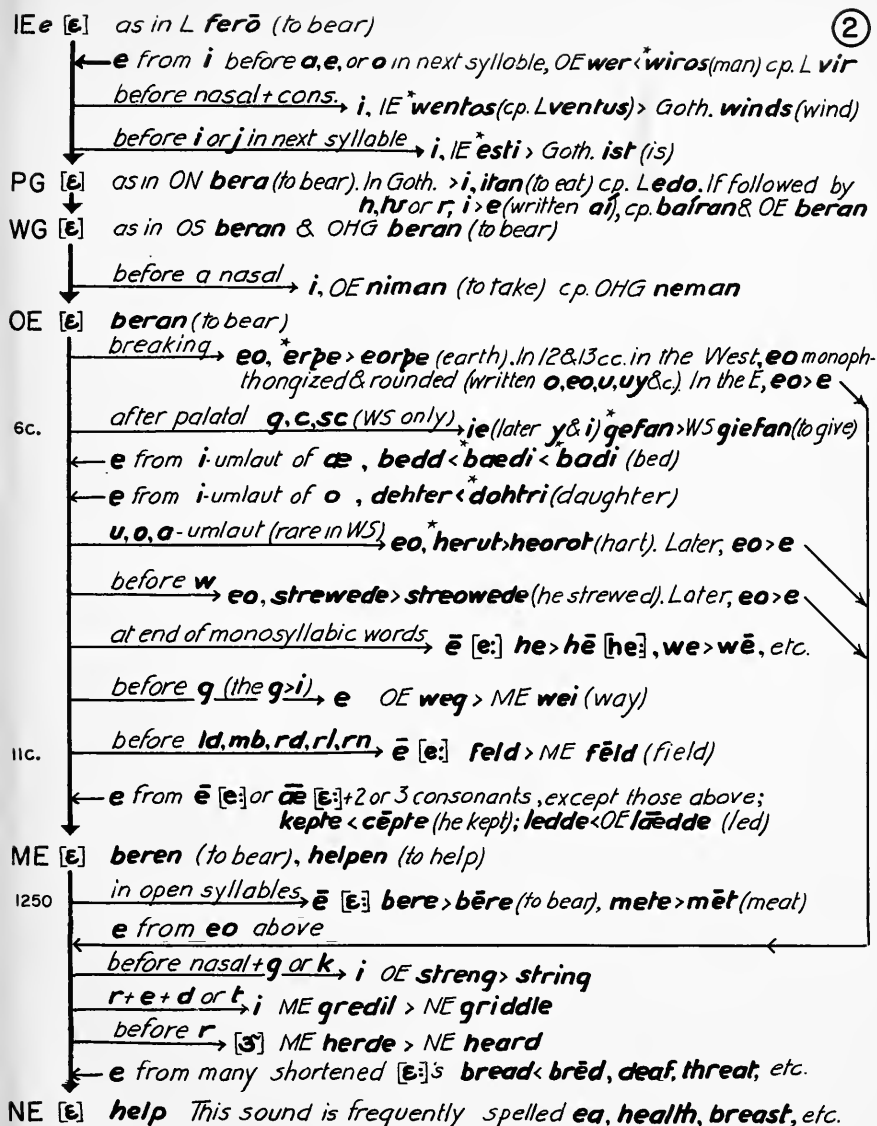 IE e [ɛ] as in L ferō (to bear) ②
e from i before a, e, or o in next syllable, OE wer < *wiros (man) cp. L vir
before nasal + cons. i, IE *wentos (cp. L ventus) > Goth. winds (wind)
before i or j in next syllable i, IE *esti > Goth. ist (is)
PG [ɛ] as in ON bera (to bear). In Goth. > i, itan (to eat) cp. L edo. If followed by
h, ƕ or r, i > e (written aí), cp. baíran & OE beran
WG [ɛ] as in OS beran & OHG beran (to bear)
before a nasal i, OE niman (to take) cp. OHG neman
OE [ɛ] beran (to bear)
breaking eo, *erþe > eorþe (earth). In 12 & 13 cc. in the West, eo monoph-
thongized & rounded (written o, eo, u, uy &c.) In the E, eo > e
6c. after palatal g, c, sc (WS only) ie (later y & i) *gefan > WS giefan (to give)
e from i-umlaut of æ, bedd < *bædi < *badi (bed)
e from i-umlaut of o, dehter < *dohtri (daughter)
u, o, a-umlaut (rare in WS) eo, *herut > heorot (hart). Later, eo > e
before w eo, strewede > streowede (he strewed). Later, eo > e
at end of monosyllabic words ē [e:] he > hē [he:], we > wē, etc.
before g (the g > i) e OE weg > ME wei (way)
11c. before ld, mb, rd, rl, rn ē [e:] feld > ME fēld (field)
e from ē [e:] or ǣ [ɛ:] + 2 or 3 consonants, except those above;
kepte < cēpte (he kept); ledde < OE lǣdde (led)
ME [ɛ] beren (to bear), helpen (to help)
1250 in open syllables ē [ɛ:] bere > bēre (to bear), mete > mēt (meat)
e from eo above
before nasal + g or k i OE streng > string
r + e + d or t i ME gredil > NE griddle
before r [ɝ] ME herde > NE heard
e from many shortened [ɛ:]'s bread < brēd, deaf, threat, etc.
NE [ɛ] help This sound is frequently spelled ea, health, breast, etc.